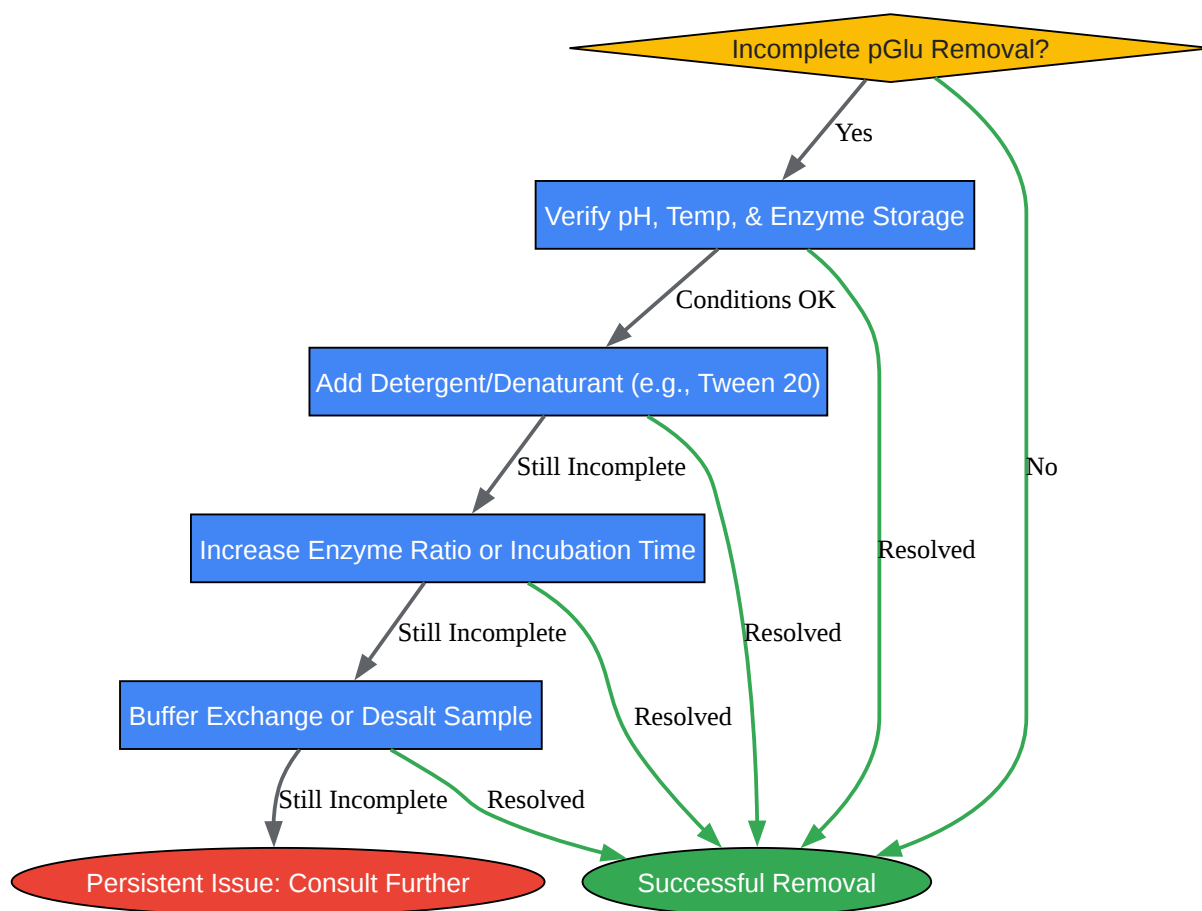 Incomplete pGlu Removal?
Yes
Verify pH, Temp, & Enzyme Storage
Conditions OK
Add Detergent/Denaturant (e.g., Tween 20)
Still Incomplete
No
Increase Enzyme Ratio or Incubation Time
Resolved
Still Incomplete
Resolved
Buffer Exchange or Desalt Sample
Resolved
Still Incomplete
Resolved
Persistent Issue: Consult Further
Successful Removal